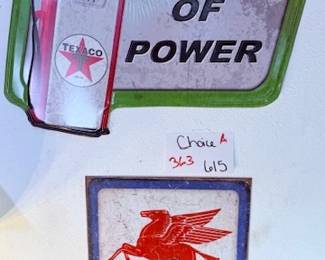 OF
POWER
TEXACO
Choice A
363 615